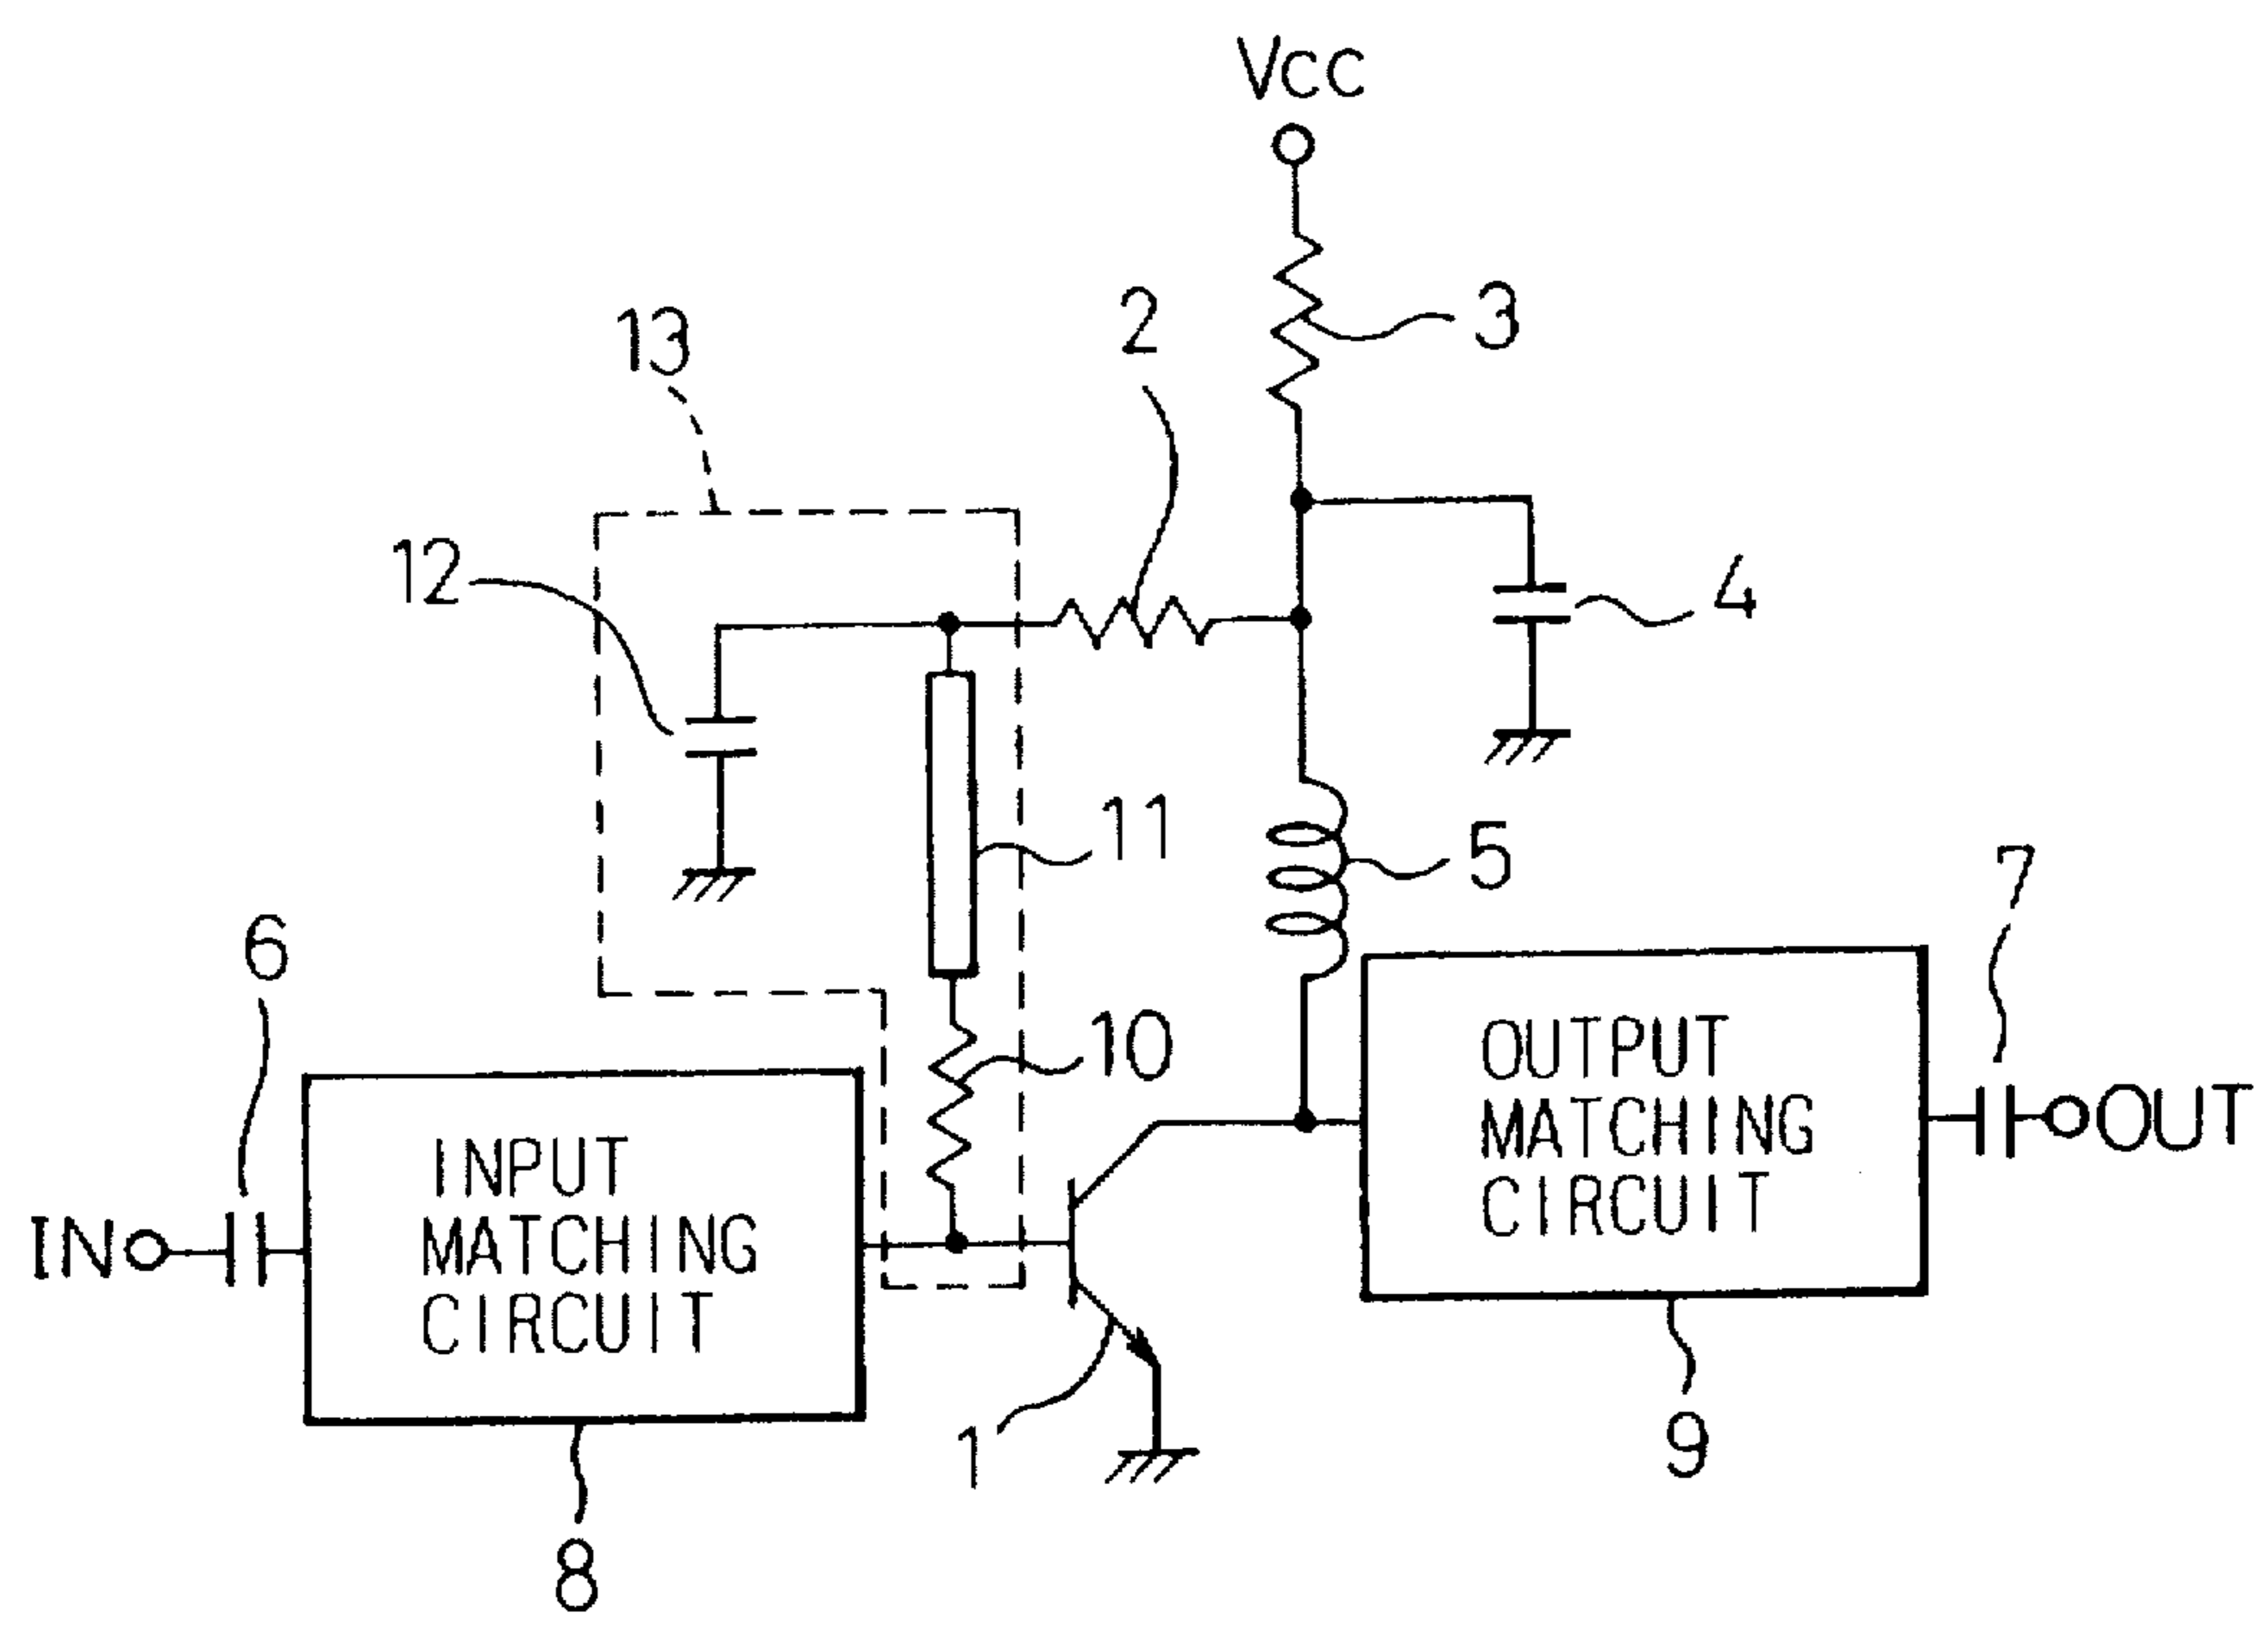 Vcc
3
2
13
12
4
11
5
7
6
10
OUTPUT
MATCHING
CIRCUIT
OUT
INPUT
MATCHING
CIRCUIT
IN
1
9
8